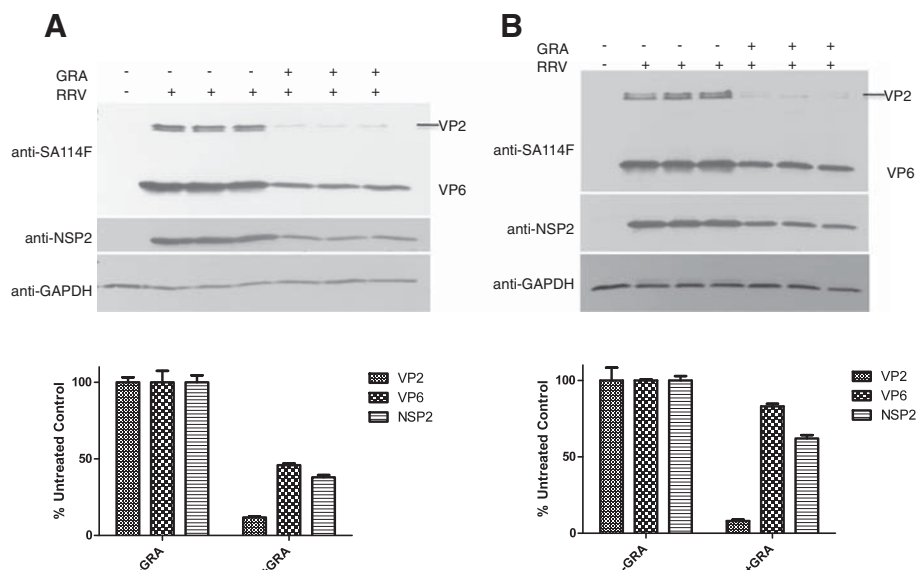 A
GRA - - - - + + +
RRV - + + + + + +
anti-SA114F
VP2
VP6
anti-NSP2
anti-GAPDH
% Untreated Control
100
50
0
-GRA
+GRA
VP2
VP6
NSP2
B
GRA - - - - + + +
RRV - + + + + + +
anti-SA114F
VP2
VP6
anti-NSP2
anti-GAPDH
% Untreated Control
100
50
0
-GRA
+GRA
VP2
VP6
NSP2